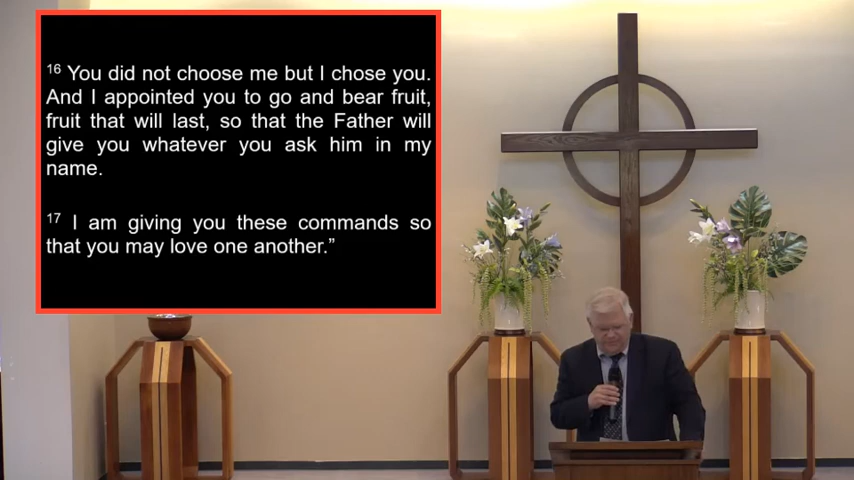 16 You did not choose me but I chose you.
And I appointed you to go and bear fruit,
fruit that will last, so that the Father will
give you whatever you ask him in my
name.
17 I am giving you these commands so
that you may love one another.”